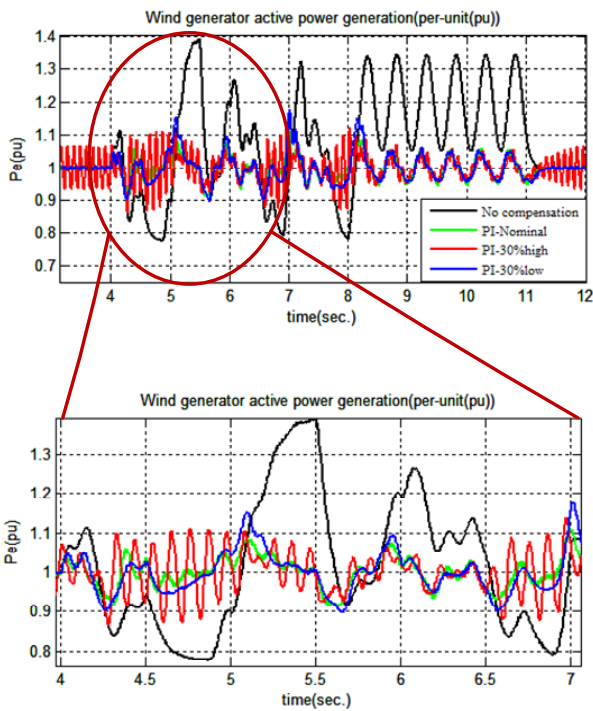 Wind generator active power generation(per-unit(pu))
1.4
1.3
1.2
1.1
1.0
0.9
0.8
0.7
Pe(pu)
No compensation
PI-Nominal
PI-30%high
PI-30%low
4 5 6 7 8 9 10 11 12
time(sec.)
Wind generator active power generation(per-unit(pu))
1.3
1.2
1.1
1.0
0.9
0.8
Pe(pu)
4 4.5 5 5.5 6 6.5 7
time(sec.)